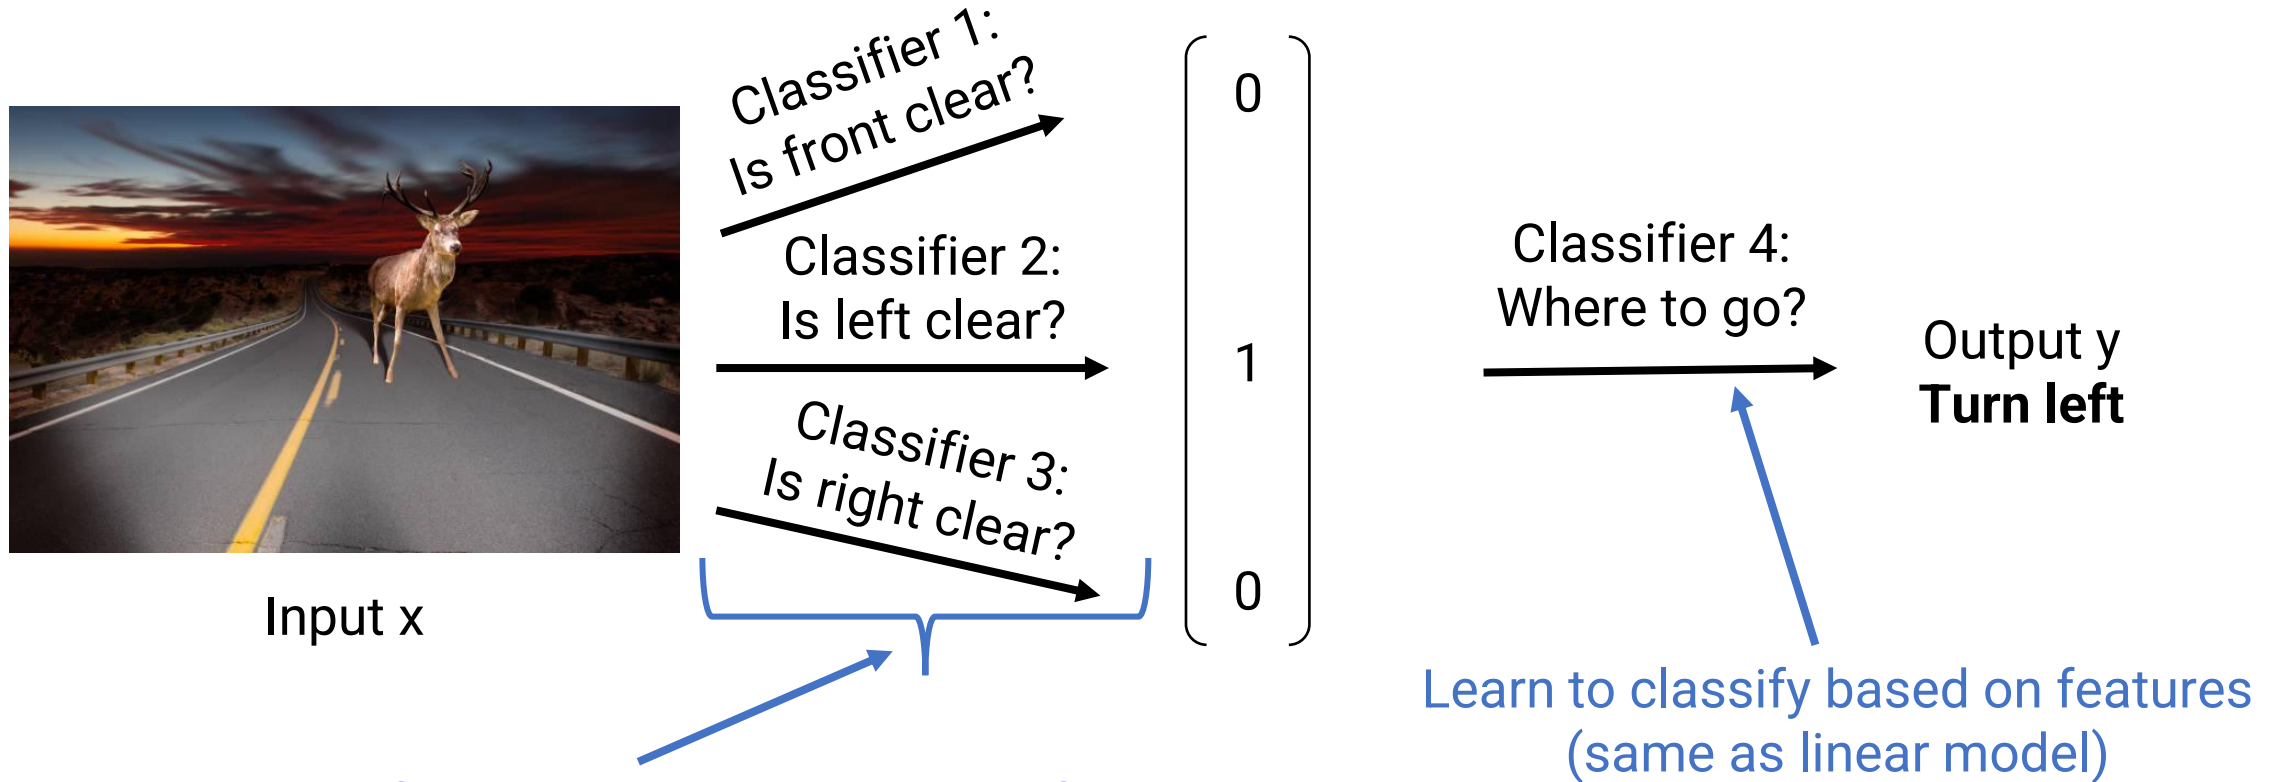 Classifier 1:
Is front clear?
Classifier 2:
Is left clear?
Classifier 3:
Is right clear?
0
1
0
Classifier 4:
Where to go?
Output y
Turn left
Input x
Learn to classify based on features
(same as linear model)